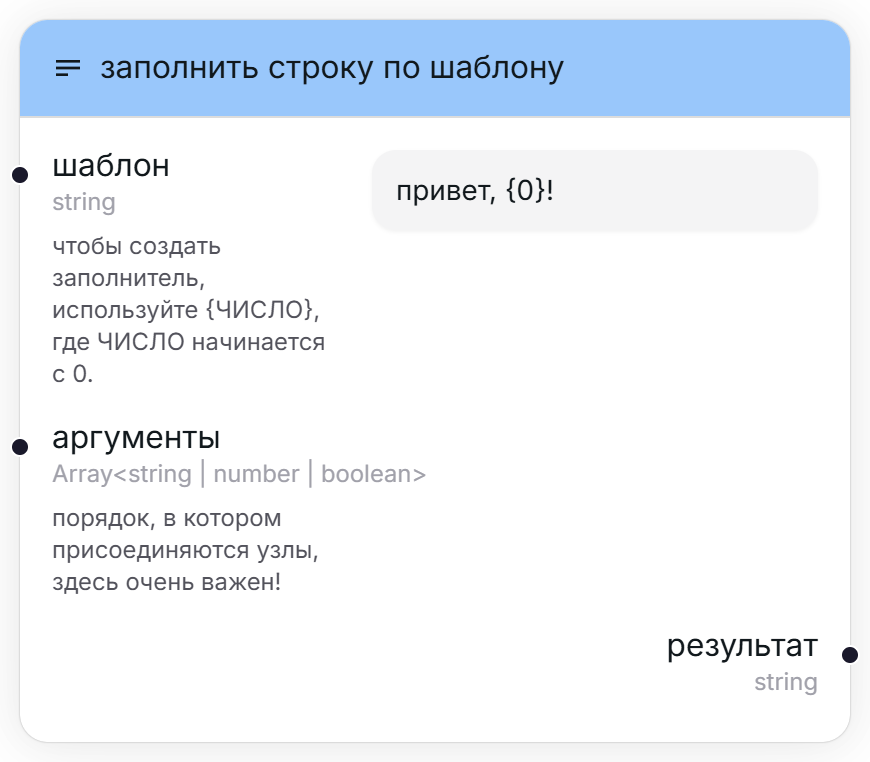 заполнить строку по шаблону
шаблон
string
привет, {0}!
чтобы создать
заполнитель,
используйте {ЧИСЛО},
где ЧИСЛО начинается
с 0.
аргументы
Array<string | number | boolean>
порядок, в котором
присоединяются узлы,
здесь очень важен!
результат
string